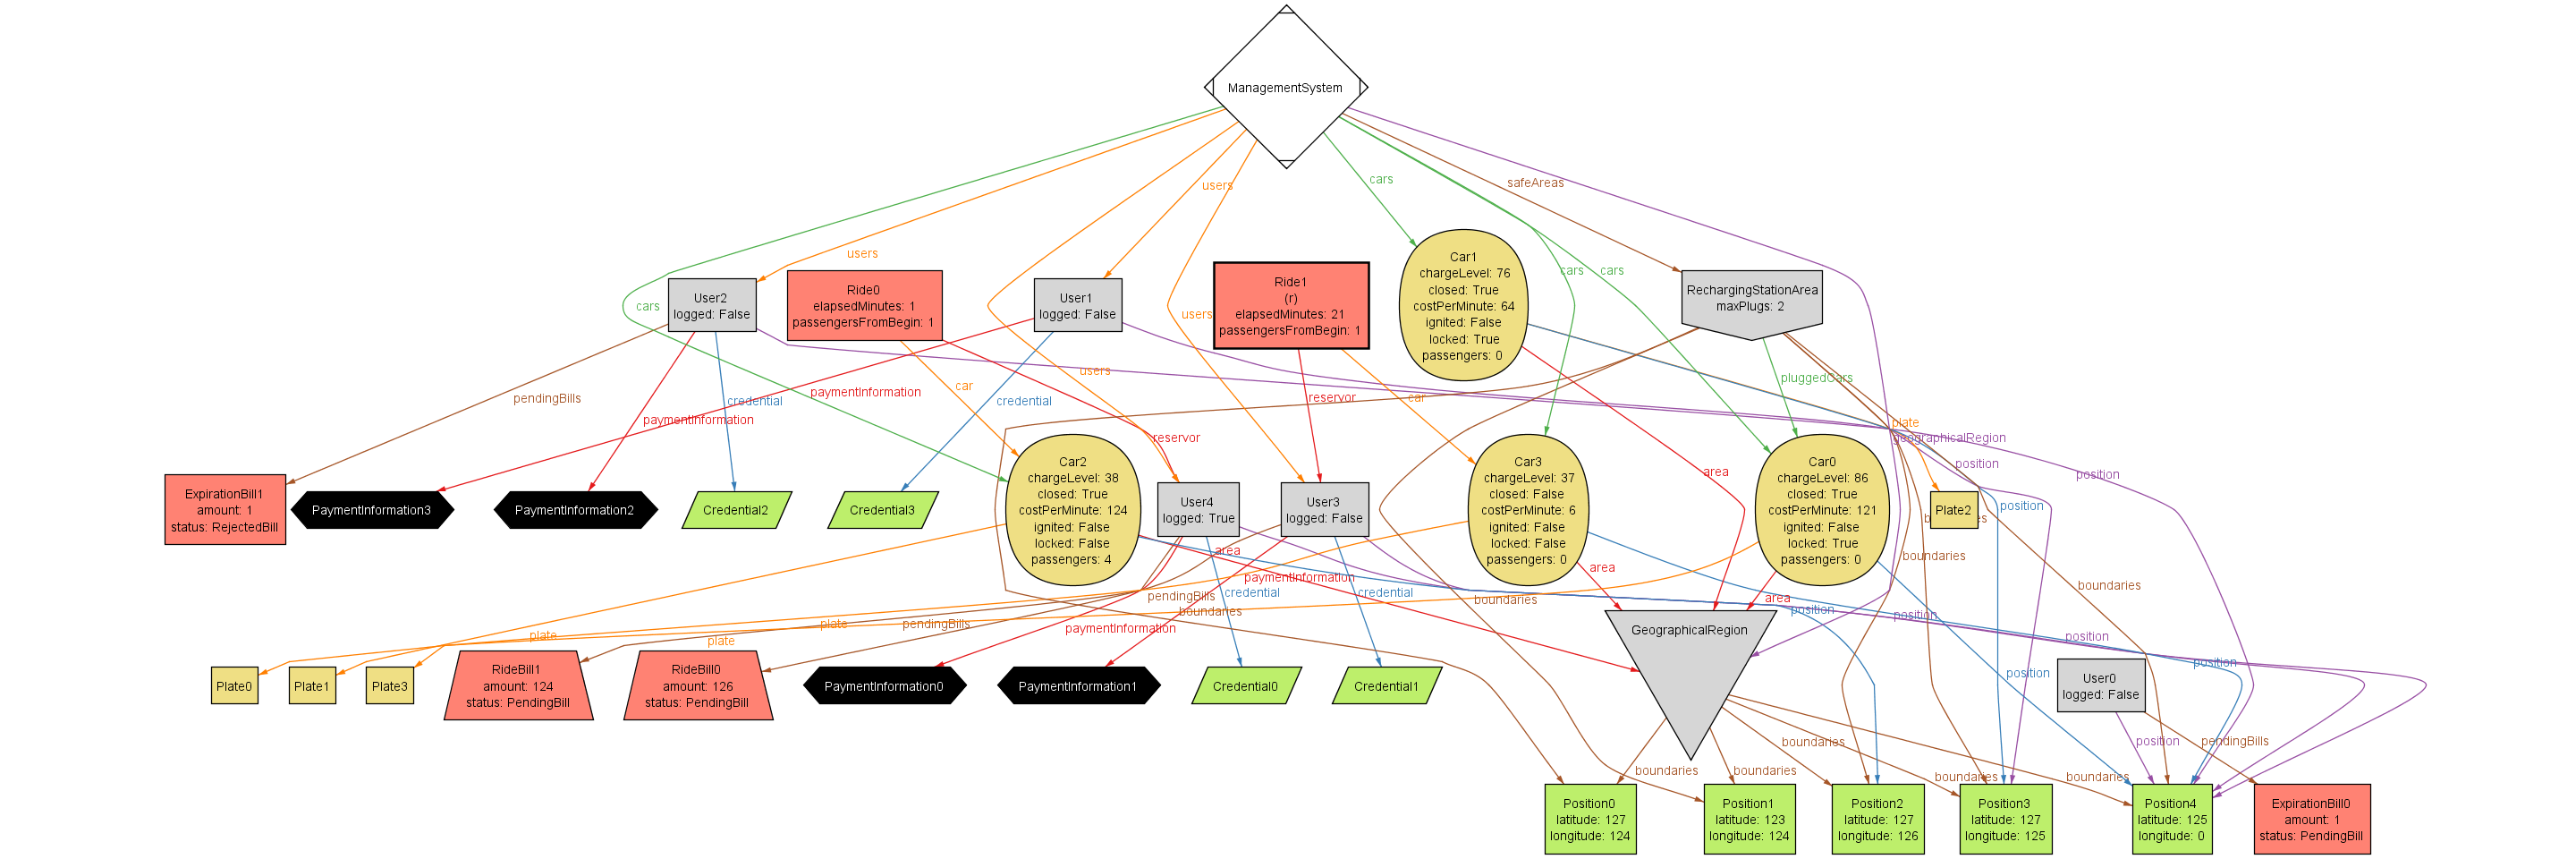 ManagementSystem
cars
users
safeAreas
users
users
cars
cars
cars
users
geographicalRegion
User2
logged: False
Ride0
elapsedMinutes: 1
passengersFromBegin: 1
User1
logged: False
Ride1
(r)
elapsedMinutes: 21
passengersFromBegin: 1
Car1
chargeLevel: 76
closed: True
costPerMinute: 64
ignited: False
locked: True
passengers: 0
RechargingStationArea
maxPlugs: 2
users
pluggedCars
pendingBills
paymentInformation
credential
car
paymentInformation
credential
reservor
reservor
car
area
plate
position
position
position
boundaries
boundaries
boundaries
ExpirationBill1
amount: 1
status: RejectedBill
PaymentInformation3
PaymentInformation2
Credential2
Credential3
Car2
chargeLevel: 38
closed: True
costPerMinute: 124
ignited: False
locked: False
passengers: 4
User4
logged: True
User3
logged: False
Car3
chargeLevel: 37
closed: False
costPerMinute: 6
ignited: False
locked: False
passengers: 0
Car0
chargeLevel: 86
closed: True
costPerMinute: 121
ignited: False
locked: True
passengers: 0
Plate2
area
area
area
paymentInformation
credential
credential
pendingBills
boundaries
boundaries
pendingBills
paymentInformation
plate
plate
plate
position
position
position
position
position
Plate0
Plate1
Plate3
RideBill1
amount: 124
status: PendingBill
RideBill0
amount: 126
status: PendingBill
PaymentInformation0
PaymentInformation1
Credential0
Credential1
GeographicalRegion
User0
logged: False
boundaries
position
pendingBills
boundaries
boundaries
boundaries
boundaries
Position0
latitude: 127
longitude: 124
Position1
latitude: 123
longitude: 124
Position2
latitude: 127
longitude: 126
Position3
latitude: 127
longitude: 125
Position4
latitude: 125
longitude: 0
ExpirationBill0
amount: 1
status: PendingBill